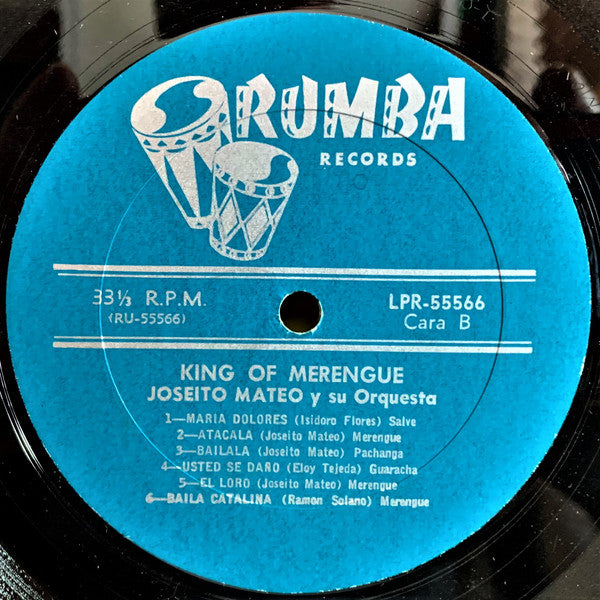 RUMBA
RECORDS
33⅓ R.P.M.
(RU-55566)
LPR-55566
Cara B
KING OF MERENGUE
JOSEITO MATEO y su Orquesta
1—MARIA DOLORES (Isidoro Flores) Salve
2—ATACALA (Joseito Mateo) Merengue
3—BAILALA (Joseito Mateo) Pachanga
4—USTED SE DAÑO (Eloy Tejeda) Guaracha
5—EL LORO (Joseito Mateo) Merengue
6—BAILA CATALINA (Ramon Solano) Merengue